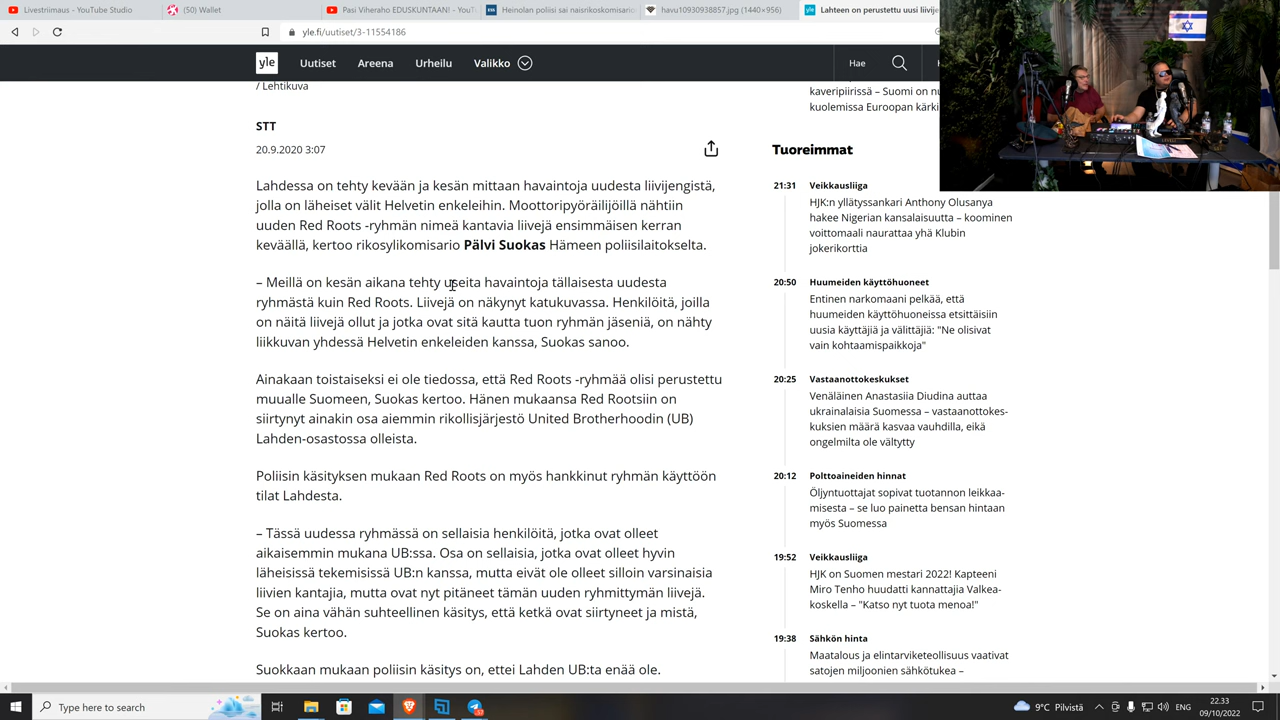 Livestriimaus - YouTube Studio
(50) Wallet
Pasi Viheraho EDUSKUNTAAN! - YouT
Heinolan poliisi sai naisrikoskomisario
havu10930938857.jpg (1440×956)
Lahteen on perustettu uusi liivije
yle.fi/uutiset/3-11554186
yle
Uutiset
Areena
Urheilu
Valikko
Hae
/ Lehtikuva
STT
20.9.2020 3:07
Lahdessa on tehty kevään ja kesän mittaan havaintoja uudesta liivijengistä,
jolla on läheiset välit Helvetin enkeleihin. Moottoripyöräilijöillä nähtiin
uuden Red Roots -ryhmän nimeä kantavia liivejä ensimmäisen kerran
keväällä, kertoo rikosylikomisario Pälvi Suokas Hämeen poliisilaitokselta.
– Meillä on kesän aikana tehty useita havaintoja tällaisesta uudesta
ryhmästä kuin Red Roots. Liivejä on näkynyt katukuvassa. Henkilöitä, joilla
on näitä liivejä ollut ja jotka ovat sitä kautta tuon ryhmän jäseniä, on nähty
liikkuvan yhdessä Helvetin enkeleiden kanssa, Suokas sanoo.
Ainakaan toistaiseksi ei ole tiedossa, että Red Roots -ryhmää olisi perustettu
muualle Suomeen, Suokas kertoo. Hänen mukaansa Red Rootsiin on
siirtynyt ainakin osa aiemmin rikollisjärjestö United Brotherhoodin (UB)
Lahden-osastossa olleista.
Poliisin käsityksen mukaan Red Roots on myös hankkinut ryhmän käyttöön
tilat Lahdesta.
– Tässä uudessa ryhmässä on sellaisia henkilöitä, jotka ovat olleet
aikaisemmin mukana UB:ssa. Osa on sellaisia, jotka ovat olleet hyvin
läheisissä tekemisissä UB:n kanssa, mutta eivät ole olleet silloin varsinaisia
liivien kantajia, mutta ovat nyt pitäneet tämän uuden ryhmittymän liivejä.
Se on aina vähän suhteellinen käsitys, että ketkä ovat siirtyneet ja mistä,
Suokas kertoo.
Suokkaan mukaan poliisin käsitys on, ettei Lahden UB:ta enää ole.
kaveripiirissä – Suomi on
kuolemissa Euroopan kärki
Tuoreimmat
21:31 Veikkausliiga
HJK:n yllätyssankari Anthony Olusanya
hakee Nigerian kansalaisuutta – koominen
voittomaali naurattaa yhä Klubin
jokerikorttia
20:50 Huumeiden käyttöhuoneet
Entinen narkomaani pelkää, että
huumeiden käyttöhuoneissa etsittäisiin
uusia käyttäjiä ja välittäjiä: "Ne olisivat
vain kohtaamispaikkoja"
20:25 Vastaanottokeskukset
Venäläinen Anastasiia Diudina auttaa
ukrainalaisia Suomessa – vastaanottokes-
kuksien määrä kasvaa vauhdilla, eikä
ongelmilta ole vältytty
20:12 Polttoaineiden hinnat
Öljyntuottajat sopivat tuotannon leikkaa-
misesta – se luo painetta bensan hintaan
myös Suomessa
19:52 Veikkausliiga
HJK on Suomen mestari 2022! Kapteeni
Miro Tenho huudatti kannattajia Valkea-
koskella – "Katso nyt tuota menoa!"
19:38 Sähkön hinta
Maatalous ja elintarviketeollisuus vaativat
satojen miljoonien sähkötukea –
Type here to search
9°C Pilvistä
ENG
22.33
09/10/2022